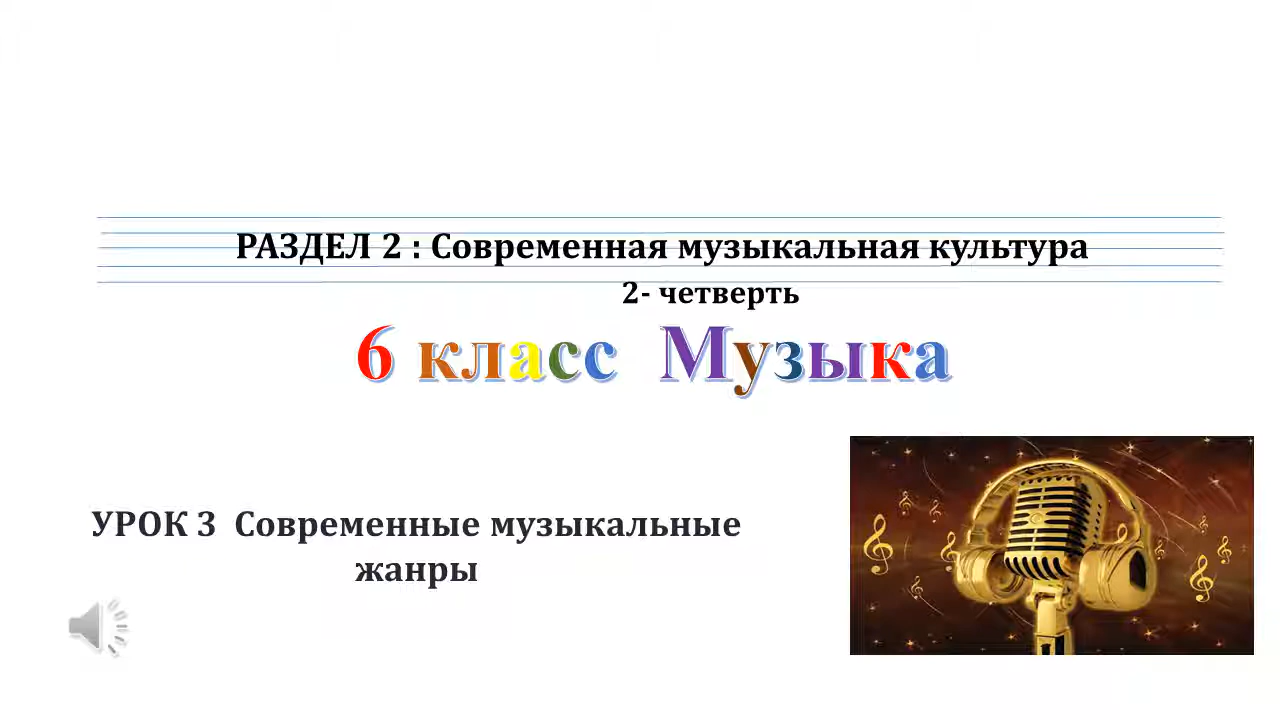 РАЗДЕЛ 2 : Современная музыкальная культура
2- четверть
6 класс Музыка
УРОК 3 Современные музыкальные
жанры